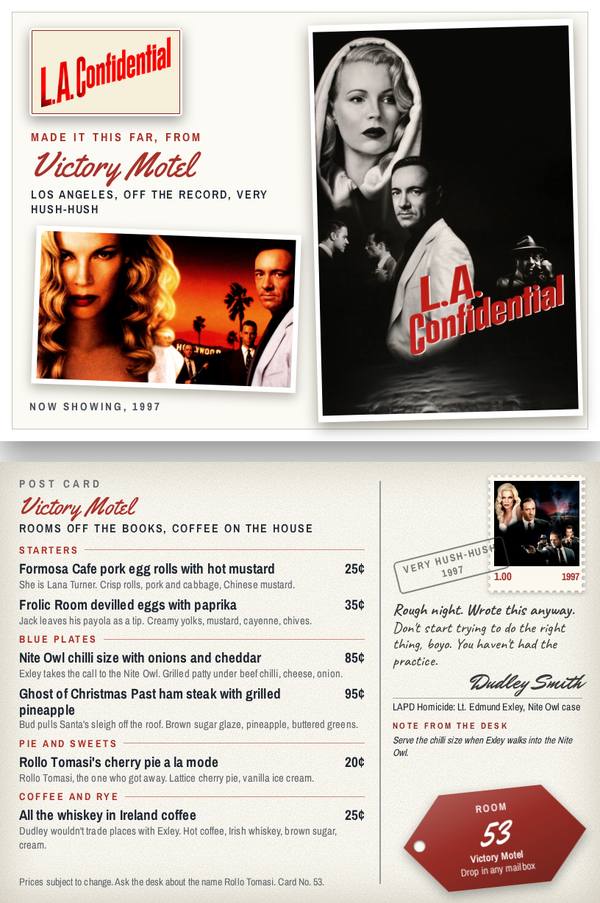 L.A. Confidential
MADE IT THIS FAR, FROM
Victory Motel
LOS ANGELES, OFF THE RECORD, VERY
HUSH-HUSH
NOW SHOWING, 1997
L.A.
Confidential
POST CARD
Victory Motel
ROOMS OFF THE BOOKS, COFFEE ON THE HOUSE
STARTERS
Formosa Cafe pork egg rolls with hot mustard 25¢
She is Lana Turner. Crisp rolls, pork and cabbage, Chinese mustard.
Frolic Room devilled eggs with paprika 35¢
Jack leaves his payola as a tip. Creamy yolks, mustard, cayenne, chives.
BLUE PLATES
Nite Owl chilli size with onions and cheddar 85¢
Exley takes the call to the Nite Owl. Grilled patty under beef chilli, cheese, onion.
Ghost of Christmas Past ham steak with grilled 95¢
pineapple
Bud pulls Santa's sleigh off the roof. Brown sugar glaze, pineapple, buttered greens.
PIE AND SWEETS
Rollo Tomasi's cherry pie a la mode 20¢
Rollo Tomasi, the one who got away. Lattice cherry pie, vanilla ice cream.
COFFEE AND RYE
All the whiskey in Ireland coffee 25¢
Dudley wouldn't trade places with Exley. Hot coffee, Irish whiskey, brown sugar,
cream.
Prices subject to change. Ask the desk about the name Rollo Tomasi. Card No. 53.
VERY HUSH-HUSH
1997
1.00 1997
Rough night. Wrote this anyway.
Don't start trying to do the right
thing, boyo. You haven't had the
practice.
Dudley Smith
LAPD Homicide: Lt. Edmund Exley, Nite Owl case
NOTE FROM THE DESK
Serve the chilli size when Exley walks into the Nite
Owl.
ROOM
53
Victory Motel
Drop in any mailbox